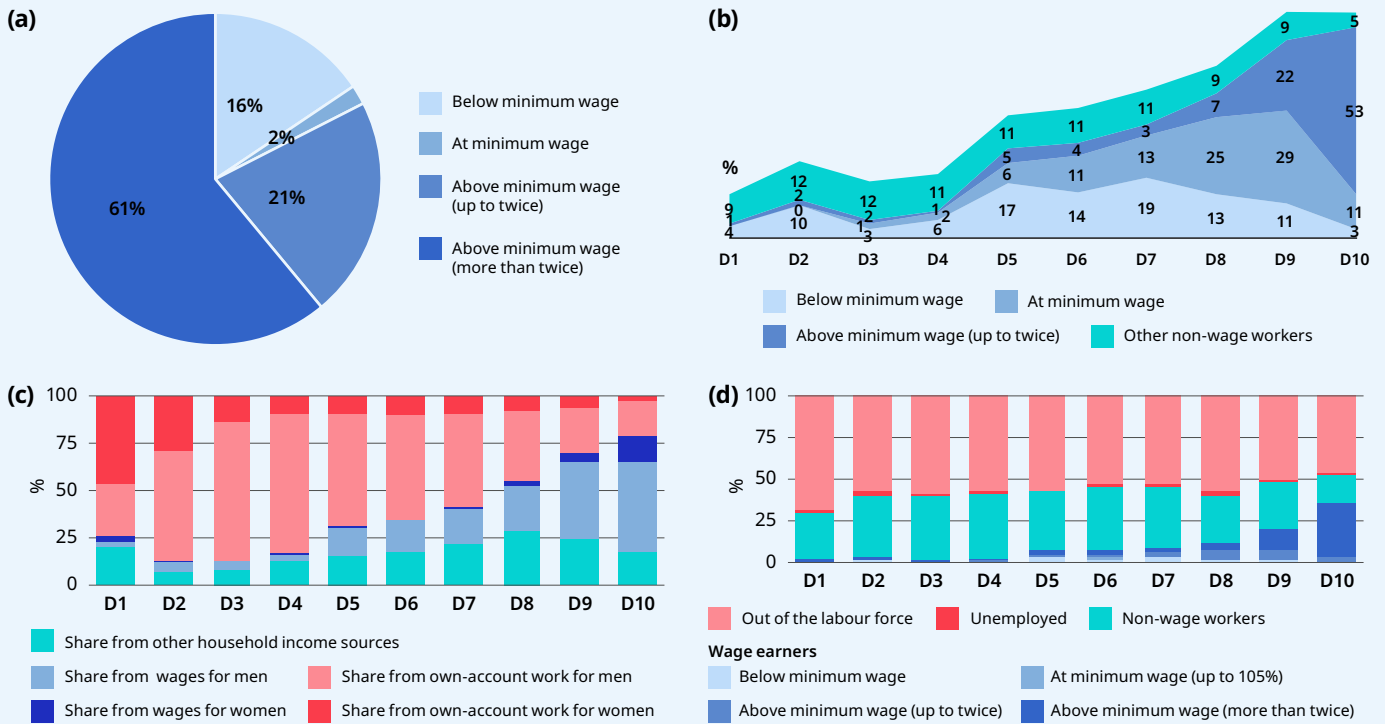 (a)
16%
2%
21%
61%
Below minimum wage
At minimum wage
Above minimum wage
(up to twice)
Above minimum wage
(more than twice)
(b)
%
9
1
4
12
2
0
10
12
2
1
3
11
1
2
6
11
5
6
17
11
4
11
14
11
3
13
19
9
7
25
13
9
22
29
11
5
53
11
3
D1 D2 D3 D4 D5 D6 D7 D8 D9 D10
Below minimum wage At minimum wage
Above minimum wage (up to twice) Other non-wage workers
(c)
%
100
75
50
25
0
D1 D2 D3 D4 D5 D6 D7 D8 D9 D10
Share from other household income sources
Share from wages for men Share from own-account work for men
Share from wages for women Share from own-account work for women
(d)
%
100
75
50
25
0
D1 D2 D3 D4 D5 D6 D7 D8 D9 D10
Out of the labour force Unemployed Non-wage workers
Wage earners
Below minimum wage At minimum wage (up to 105%)
Above minimum wage (up to twice) Above minimum wage (more than twice)